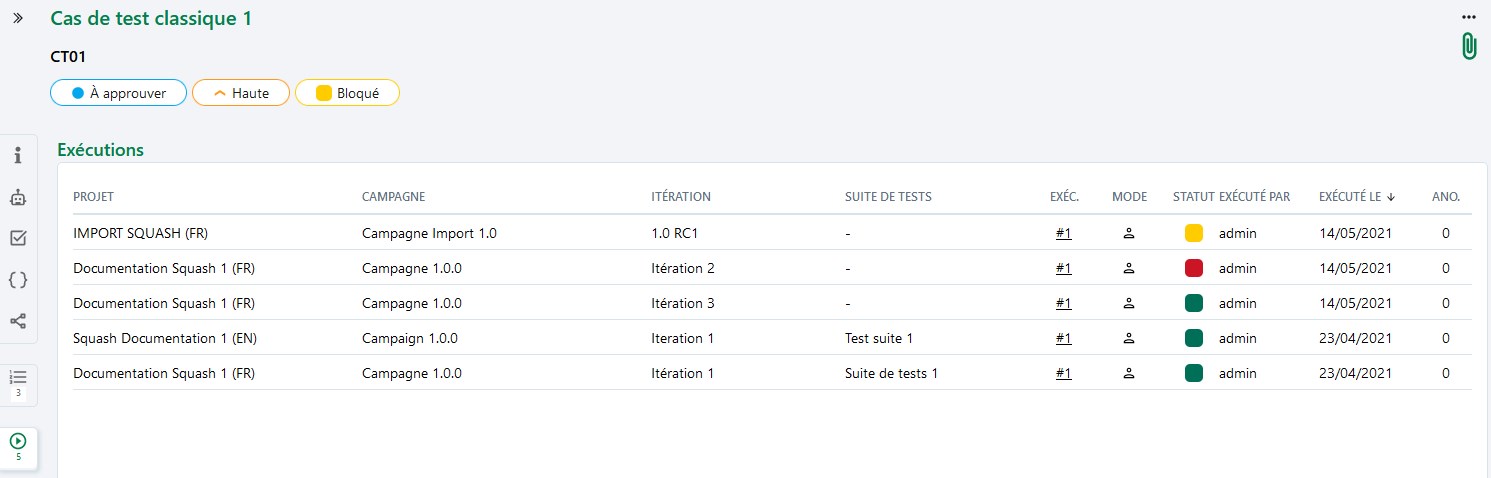 Cas de test classique 1
CT01
À approuver Haute Bloqué
Exécutions
PROJET CAMPAGNE ITÉRATION SUITE DE TESTS EXÉC. MODE STATUT EXÉCUTÉ PAR EXÉCUTÉ LE ANO.
IMPORT SQUASH (FR) Campagne Import 1.0 1.0 RC1 - #1 admin 14/05/2021 0
Documentation Squash 1 (FR) Campagne 1.0.0 Itération 2 - #1 admin 14/05/2021 0
Documentation Squash 1 (FR) Campagne 1.0.0 Itération 3 - #1 admin 14/05/2021 0
Squash Documentation 1 (EN) Campaign 1.0.0 Iteration 1 Test suite 1 #1 admin 23/04/2021 0
Documentation Squash 1 (FR) Campagne 1.0.0 Itération 1 Suite de tests 1 #1 admin 23/04/2021 0
3
5